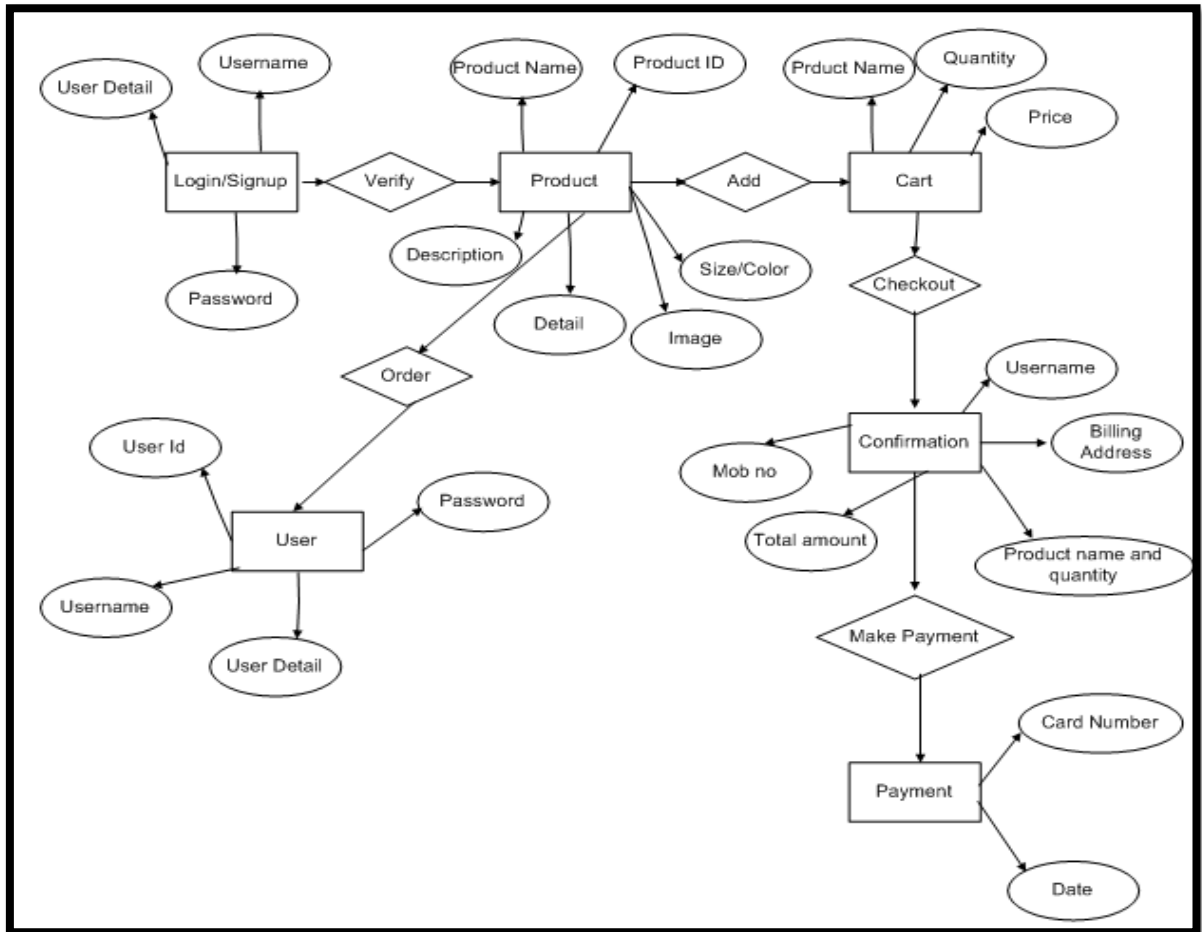 Username
User Detail
Product Name
Product ID
Prduct Name
Quantity
Price
Login/Signup
Verify
Product
Add
Cart
Description
Size/Color
Checkout
Password
Detail
Image
Order
Username
User Id
Mob no
Confirmation
Billing
Address
Password
User
Total amount
Product name and
quantity
Username
User Detail
Make Payment
Card Number
Payment
Date